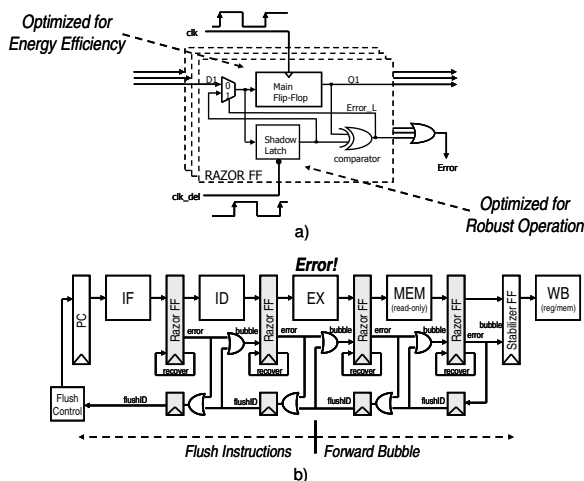 Optimized for
Energy Efficiency
clk
D1
0
1
Main
Flip-Flop
Q1
Error_L
Shadow
Latch
comparator
RAZOR FF
Error
clk_del
Optimized for
Robust Operation
a)
Error!
PC
IF
Razor FF
ID
Razor FF
EX
Razor FF
MEM
(read-only)
Razor FF
Stabilizer FF
WB
(reg/mem)
error
bubble
error
bubble
error
bubble
error
bubble
recover
recover
recover
recover
Flush
Control
flushID
flushID
flushID
flushID
Flush Instructions
Forward Bubble
b)